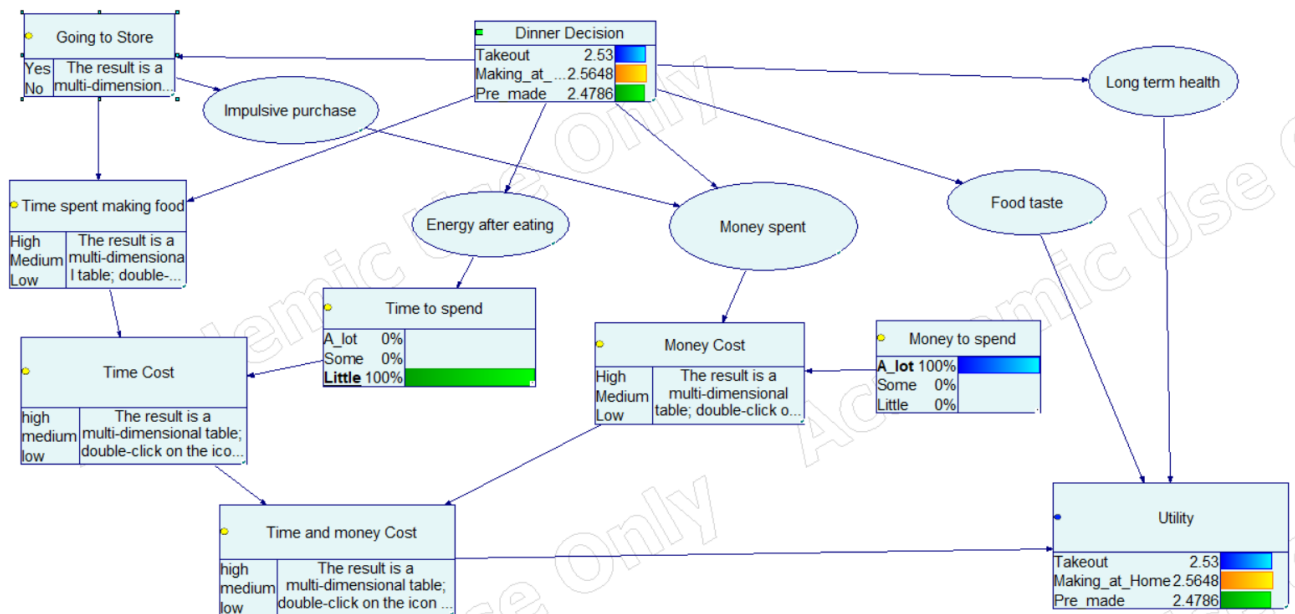 Going to Store
Yes
No
The result is a
multi-dimension...
Dinner Decision
Takeout 2.53
Making_at_... 2.5648
Pre_made 2.4786
Impulsive purchase
Long term health
Time spent making food
High
Medium
Low
The result is a
multi-dimensiona
l table; double-...
Energy after eating
Money spent
Food taste
Time to spend
A_lot 0%
Some 0%
Little 100%
Money Cost
High
Medium
Low
The result is a
multi-dimensional
table; double-click o...
Money to spend
A_lot 100%
Some 0%
Little 0%
Time Cost
high
medium
low
The result is a
multi-dimensional table;
double-click on the ico...
Time and money Cost
high
medium
low
The result is a
multi-dimensional table;
double-click on the icon ...
Utility
Takeout 2.53
Making_at_Home 2.5648
Pre_made 2.4786